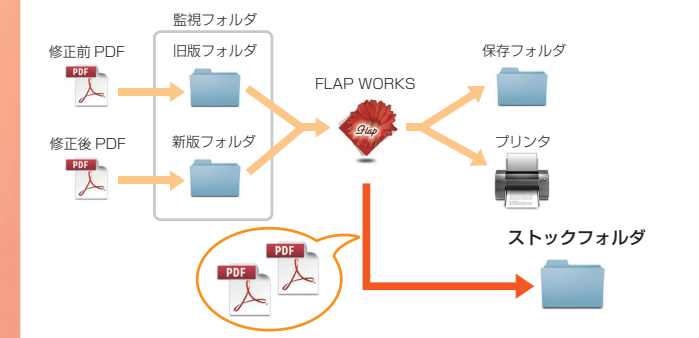 監視フォルダ
修正前 PDF
旧版フォルダ
保存フォルダ
PDF
FLAP WORKS
Flap
修正後 PDF
新版フォルダ
プリンタ
PDF
ストックフォルダ
PDF
PDF